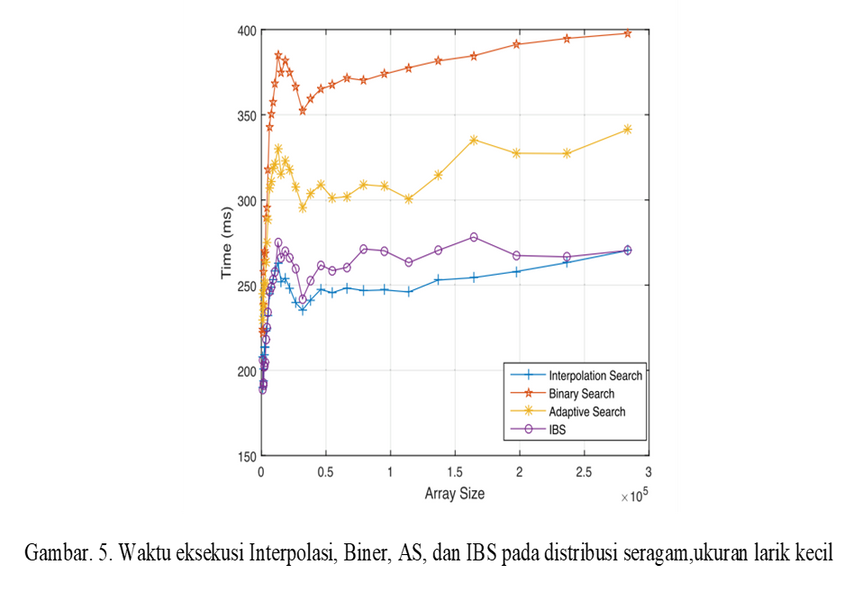 400
350
300
250
200
150
Time (ms)
0
0.5
1
1.5
2
2.5
3
×10⁵
Array Size
Interpolation Search
Binary Search
Adaptive Search
IBS
Gambar. 5. Waktu eksekusi Interpolasi, Biner, AS, dan IBS pada distribusi seragam,ukuran larik kecil